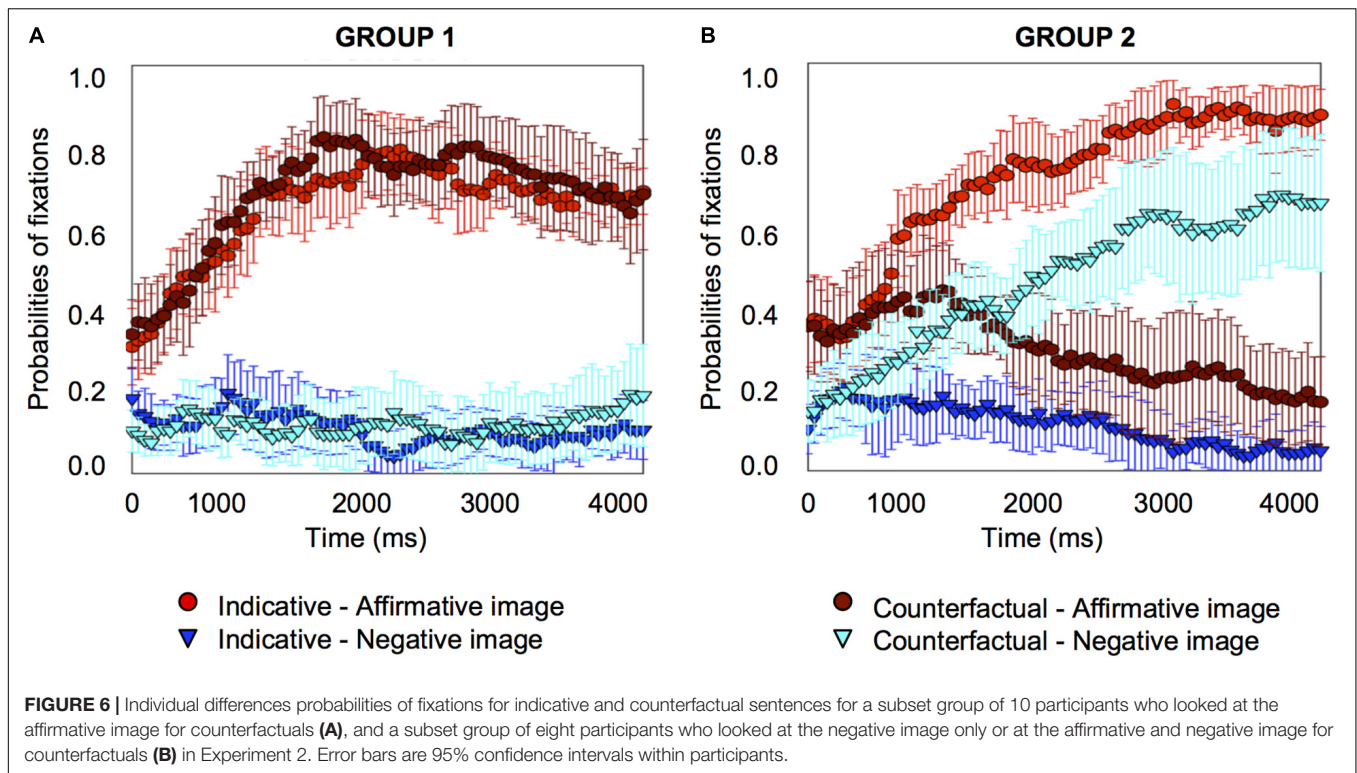 A GROUP 1
B GROUP 2
Probabilities of fixations
1.0
0.8
0.6
0.4
0.2
0.0
0 1000 2000 3000 4000
Time (ms)
Probabilities of fixations
1.0
0.8
0.6
0.4
0.2
0.0
0 1000 2000 3000 4000
Time (ms)
Indicative - Affirmative image
Indicative - Negative image
Counterfactual - Affirmative image
Counterfactual - Negative image
FIGURE 6 | Individual differences probabilities of fixations for indicative and counterfactual sentences for a subset group of 10 participants who looked at the
affirmative image for counterfactuals (A), and a subset group of eight participants who looked at the negative image only or at the affirmative and negative image for
counterfactuals (B) in Experiment 2. Error bars are 95% confidence intervals within participants.